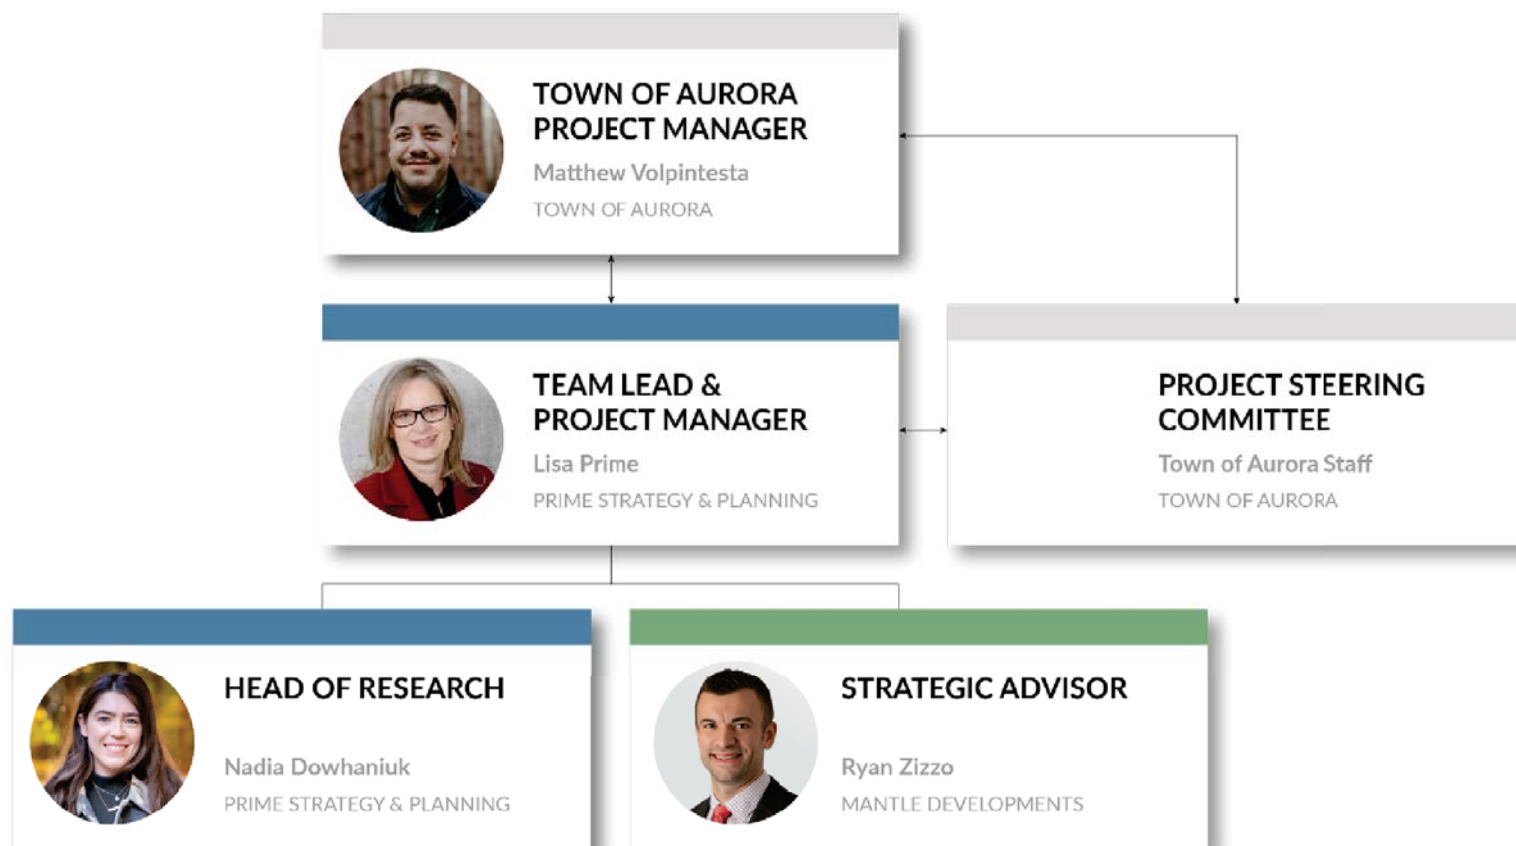 TOWN OF AURORA
PROJECT MANAGER
Matthew Volpintesta
TOWN OF AURORA
TEAM LEAD &
PROJECT MANAGER
Lisa Prime
PRIME STRATEGY & PLANNING
PROJECT STEERING
COMMITTEE
Town of Aurora Staff
TOWN OF AURORA
HEAD OF RESEARCH
Nadia Dowhaniuk
PRIME STRATEGY & PLANNING
STRATEGIC ADVISOR
Ryan Zizzo
MANTLE DEVELOPMENTS